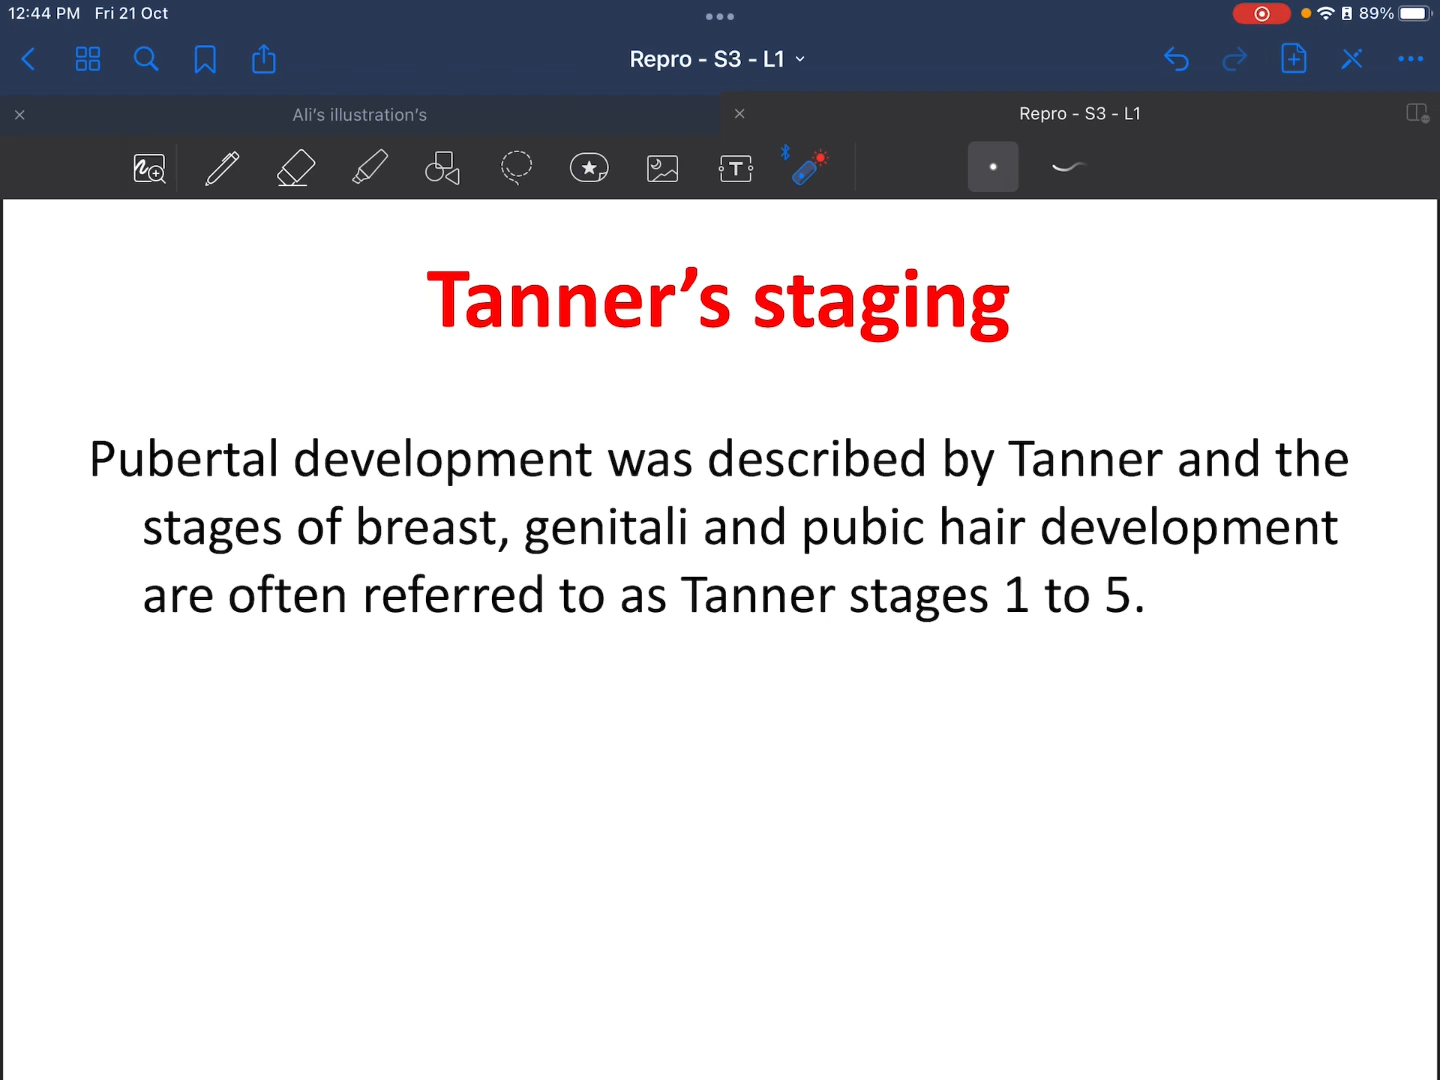 12:44 PM Fri 21 Oct
89%
Repro - S3 - L1
Ali's illustration's
Repro - S3 - L1
T
Tanner's staging
Pubertal development was described by Tanner and the
stages of breast, genitali and pubic hair development
are often referred to as Tanner stages 1 to 5.